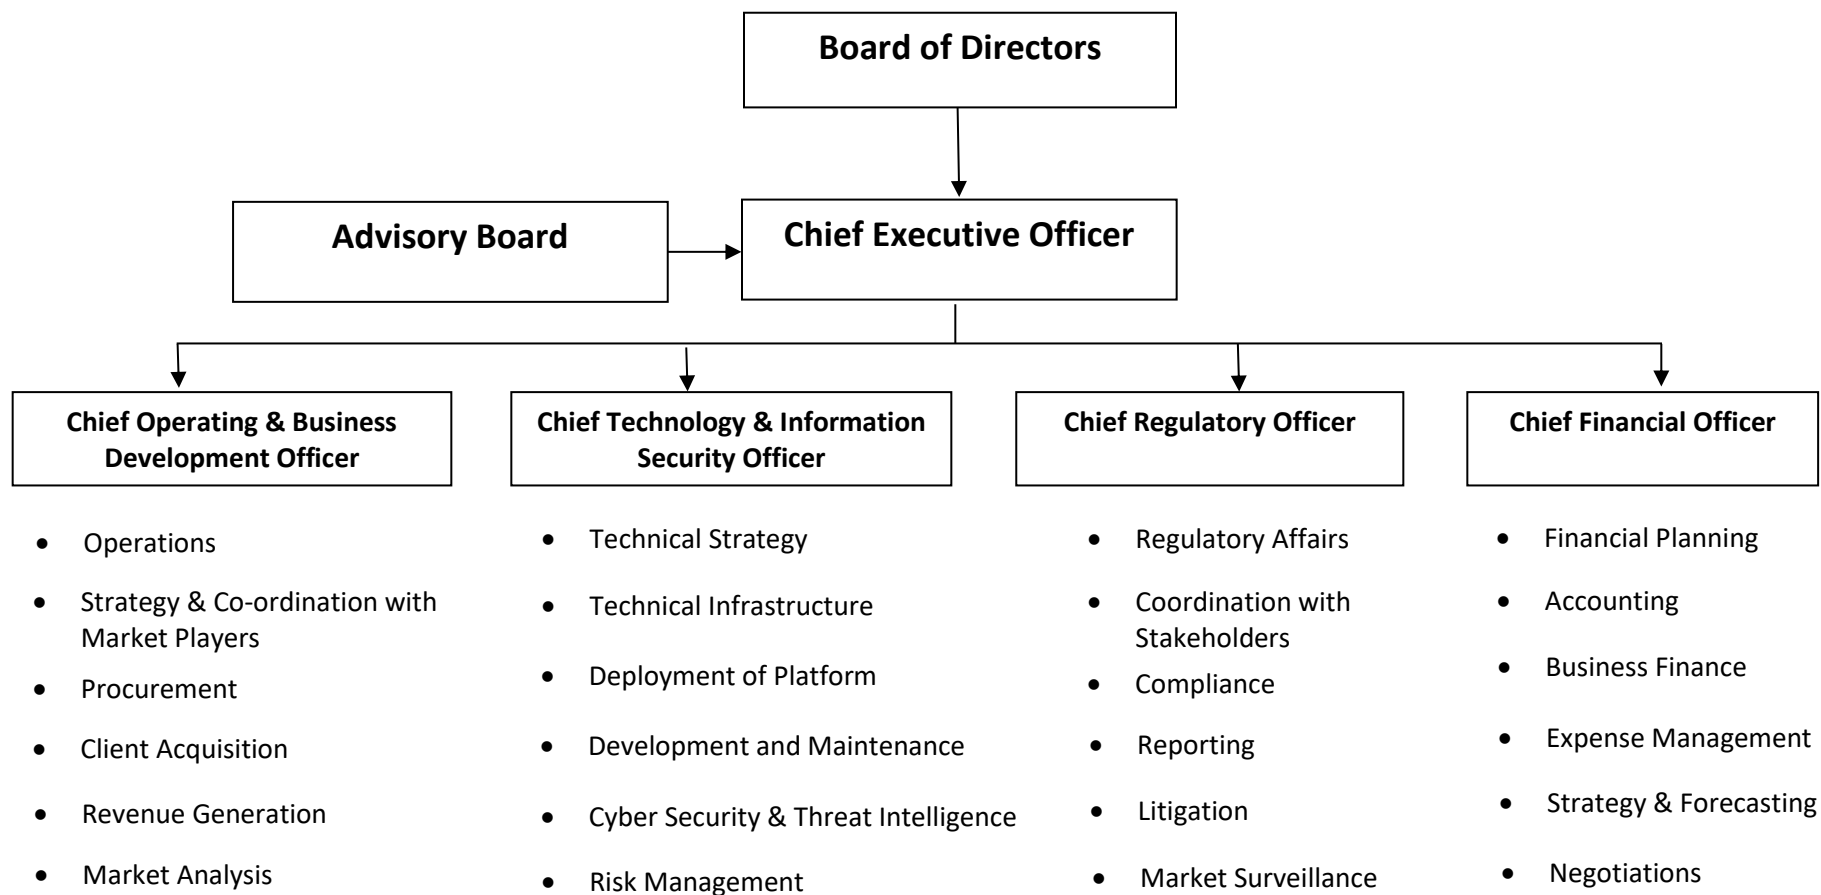 Board of Directors
Advisory Board
Chief Executive Officer
Chief Operating & Business
Development Officer
Chief Technology & Information
Security Officer
Chief Regulatory Officer
Chief Financial Officer
• Operations
• Strategy & Co-ordination with
Market Players
• Procurement
• Client Acquisition
• Revenue Generation
• Market Analysis
• Technical Strategy
• Technical Infrastructure
• Deployment of Platform
• Development and Maintenance
• Cyber Security & Threat Intelligence
• Risk Management
• Regulatory Affairs
• Coordination with
Stakeholders
• Compliance
• Reporting
• Litigation
• Market Surveillance
• Financial Planning
• Accounting
• Business Finance
• Expense Management
• Strategy & Forecasting
• Negotiations